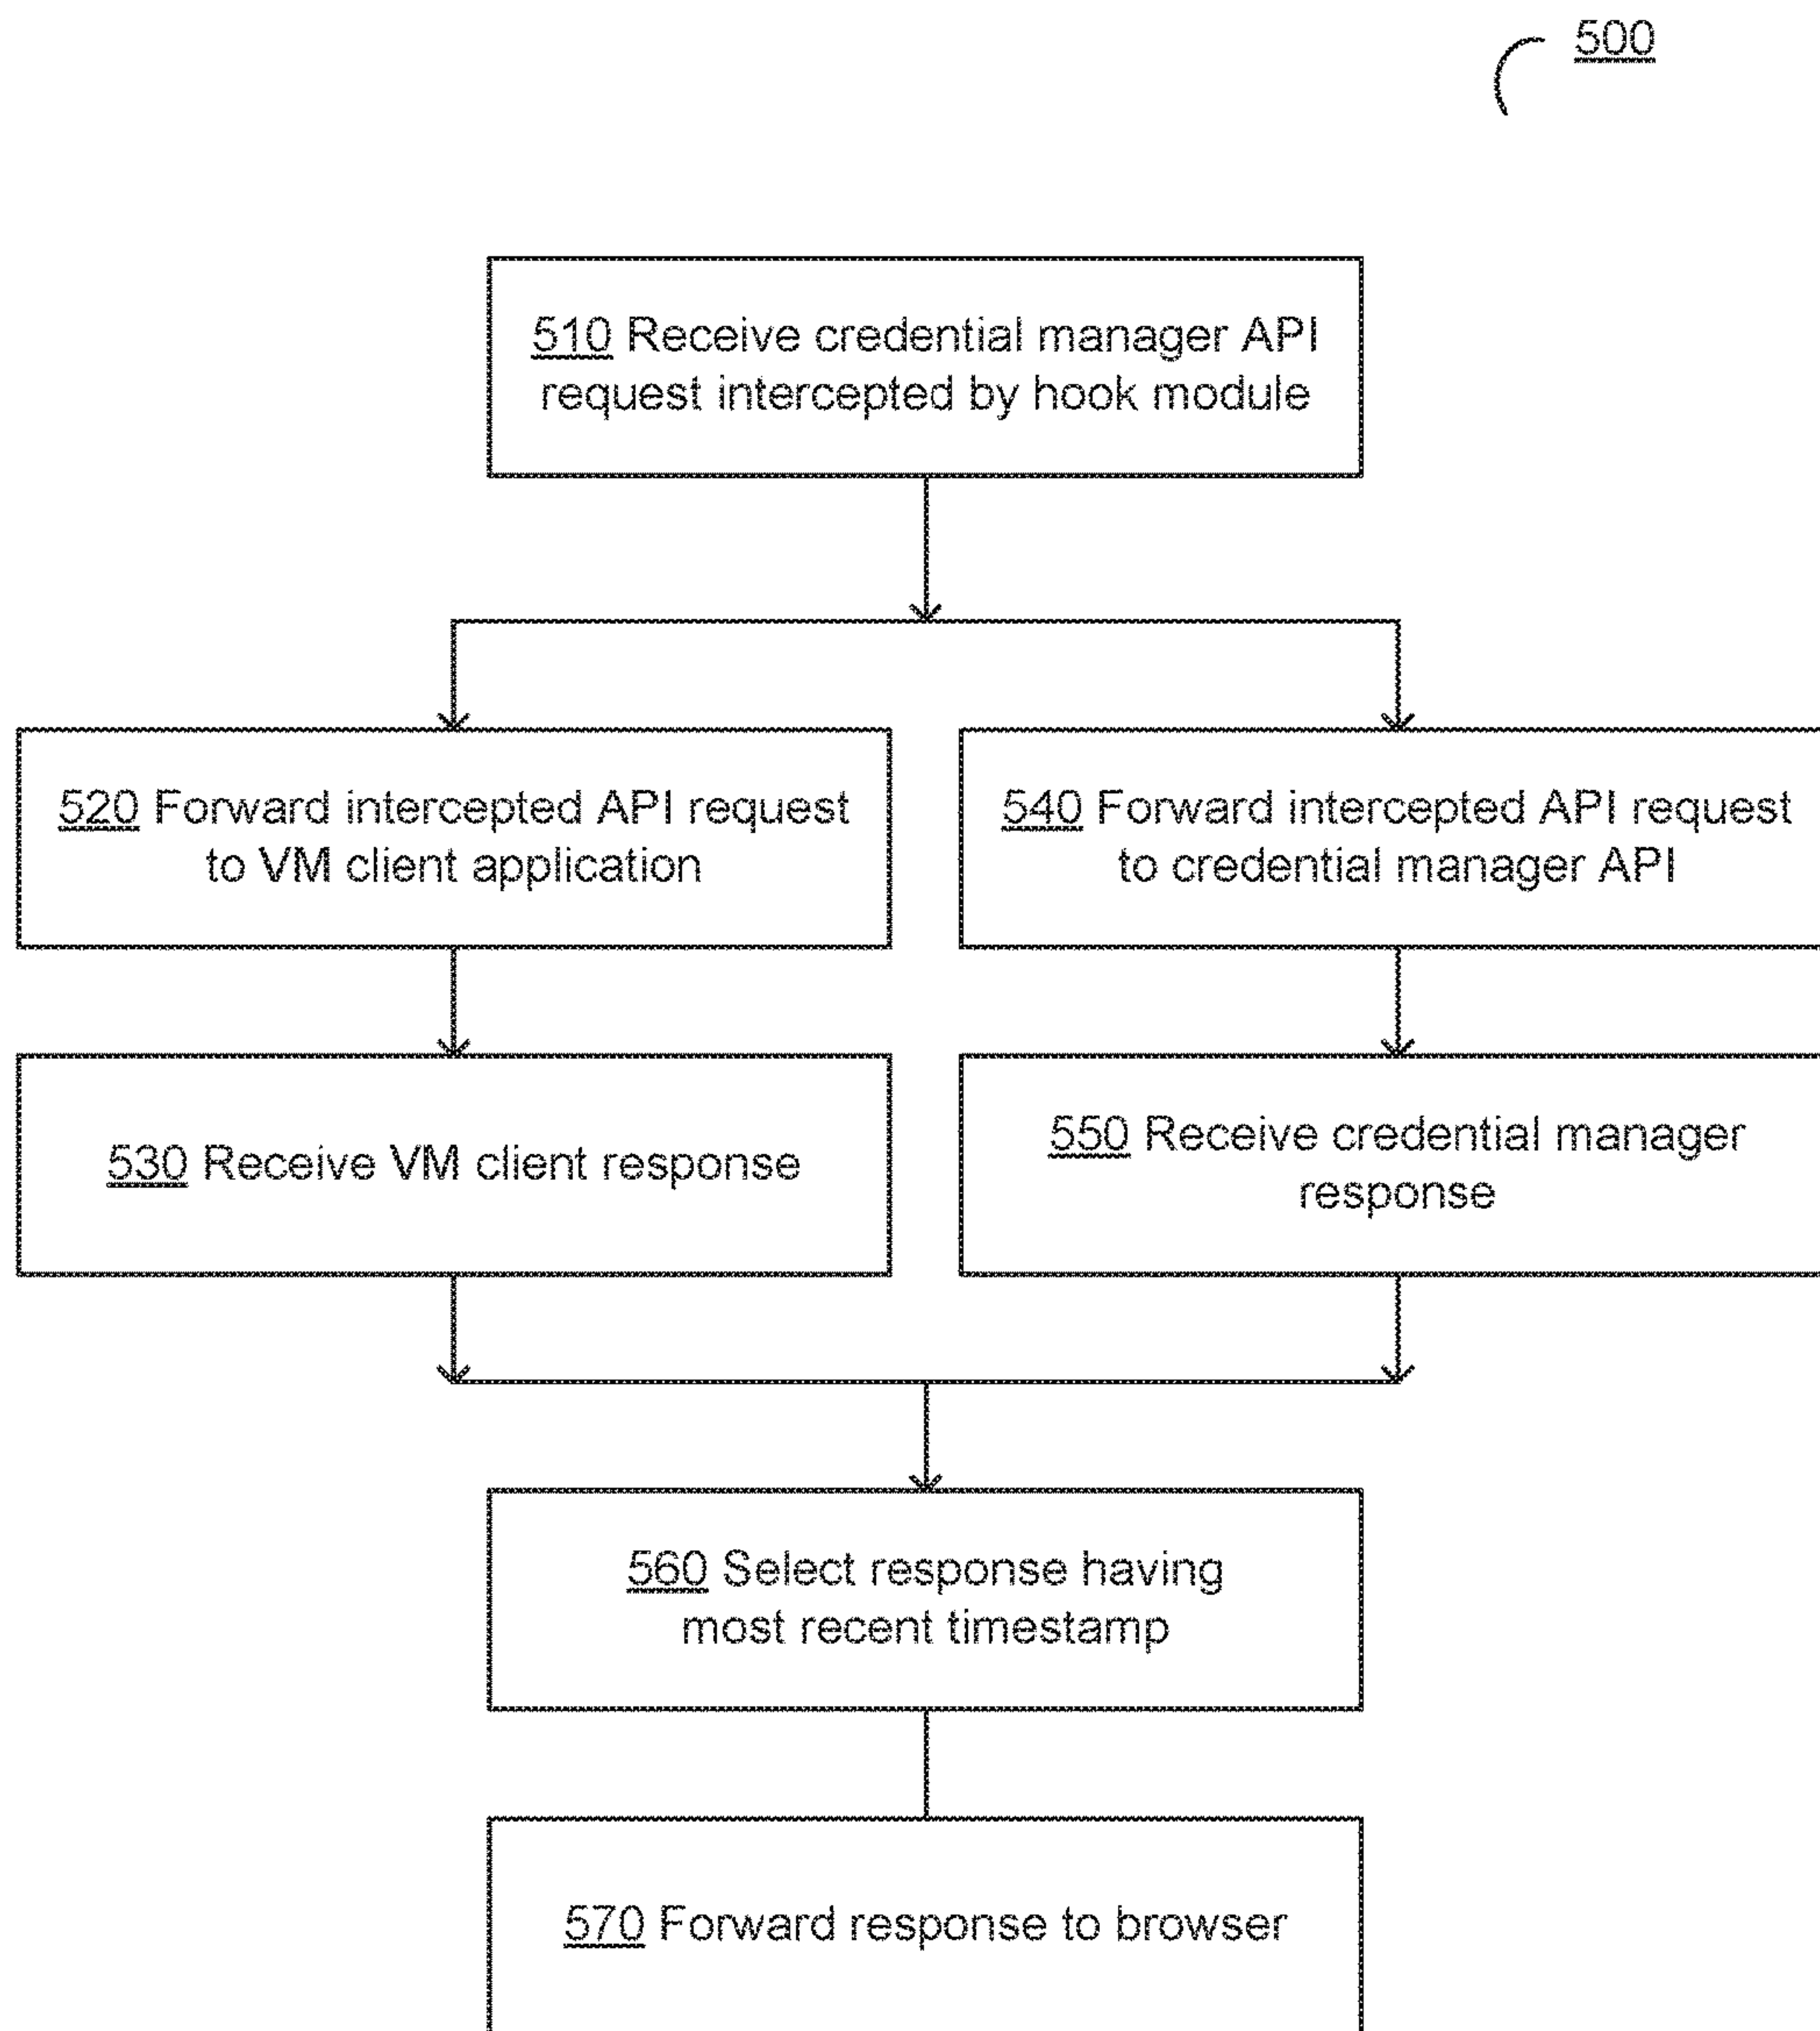 500
510 Receive credential manager API
request intercepted by hook module
520 Forward intercepted API request
to VM client application
540 Forward intercepted API request
to credential manager API
530 Receive VM client response
550 Receive credential manager
response
560 Select response having
most recent timestamp
570 Forward response to browser